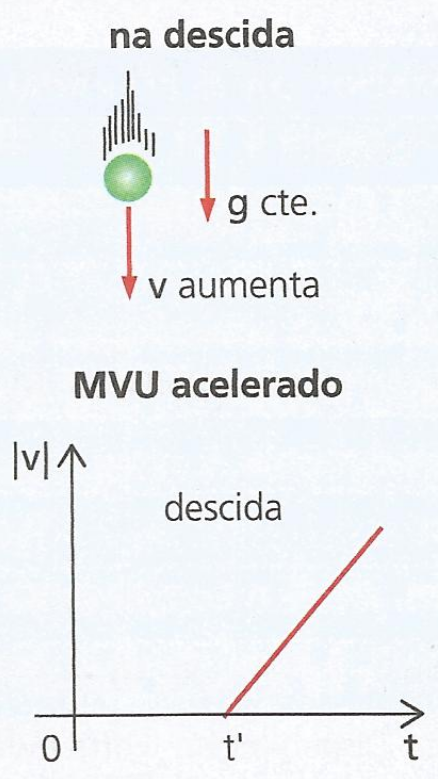 na descida
g cte.
v aumenta
MVU acelerado
|v|
descida
0
t'
t